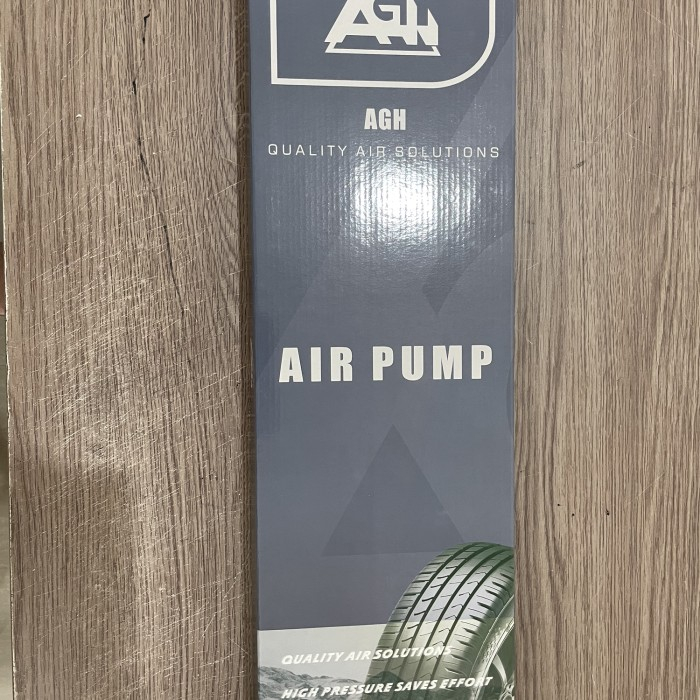 AGH
AGH
QUALITY AIR SOLUTIONS
AIR PUMP
QUALITY AIR SOLUTIONS
HIGH PRESSURE SAVES EFFORT